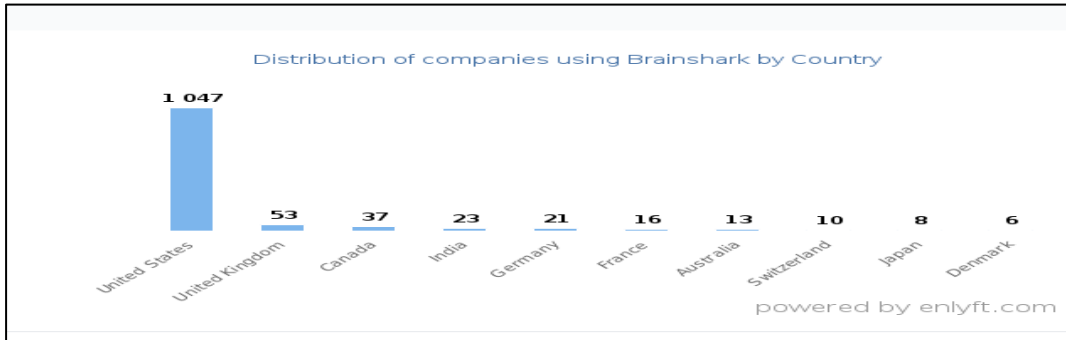 Distribution of companies using Brainshark by Country
1 047
53
37
23
21
16
13
10
8
6
United States
United Kingdom
Canada
India
Germany
France
Australia
Switzerland
Japan
Denmark
powered by enlyft.com